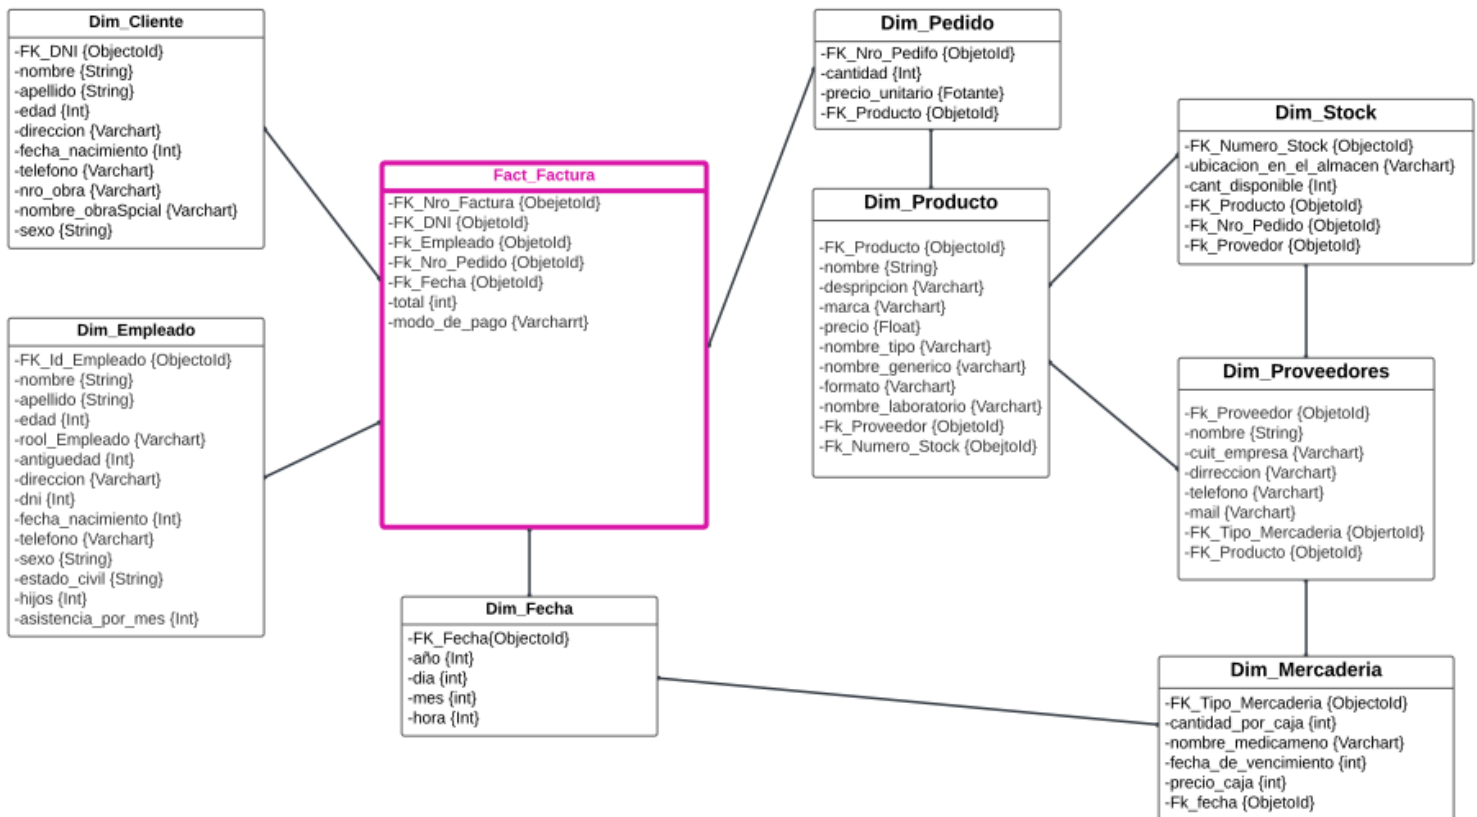 Dim_Cliente
-FK_DNI {ObjectoId}
-nombre {String}
-apellido {String}
-edad {Int}
-direccion {Varchart}
-fecha_nacimiento {Int}
-telefono {Varchart}
-nro_obra {Varchart}
-nombre_obraSpcial {Varchart}
-sexo {String}
Dim_Empleado
-FK_Id_Empleado {ObjectoId}
-nombre {String}
-apellido {String}
-edad {Int}
-rool_Empleado {Varchart}
-antiguedad {Int}
-direccion {Varchart}
-dni {Int}
-fecha_nacimiento {Int}
-telefono {Varchart}
-sexo {String}
-estado_civil {String}
-hijos {Int}
-asistencia_por_mes {Int}
Fact_Factura
-FK_Nro_Factura {ObejetoId}
-FK_DNI {ObjetoId}
-Fk_Empleado {ObjetoId}
-Fk_Nro_Pedido {ObjetoId}
-Fk_Fecha {ObjetoId}
-total {int}
-modo_de_pago {Varcharrt}
Dim_Fecha
-FK_Fecha{ObjectoId}
-año {Int}
-dia {int}
-mes {int}
-hora {Int}
Dim_Pedido
-FK_Nro_Pedifo {ObjetoId}
-cantidad {Int}
-precio_unitario {Fotante}
-FK_Producto {ObjetoId}
Dim_Producto
-FK_Producto {ObjectoId}
-nombre {String}
-despripcion {Varchart}
-marca {Varchart}
-precio {Float}
-nombre_tipo {Varchart}
-nombre_generico {varchart}
-formato {Varchart}
-nombre_laboratorio {Varchart}
-Fk_Proveedor {ObjetoId}
-Fk_Numero_Stock {ObejtoId}
Dim_Stock
-FK_Numero_Stock {ObjectoId}
-ubicacion_en_el_almacen {Varchart}
-cant_disponible {Int}
-FK_Producto {ObjetoId}
-Fk_Nro_Pedido {ObjetoId}
-Fk_Provedor {ObjetoId}
Dim_Proveedores
-Fk_Proveedor {ObjetoId}
-nombre {String}
-cuit_empresa {Varchart}
-dirreccion {Varchart}
-telefono {Varchart}
-mail {Varchart}
-FK_Tipo_Mercaderia {ObjertoId}
-FK_Producto {ObjetoId}
Dim_Mercaderia
-FK_Tipo_Mercaderia {ObjectoId}
-cantidad_por_caja {int}
-nombre_medicameno {Varchart}
-fecha_de_vencimiento {int}
-precio_caja {int}
-Fk_fecha {ObjetoId}